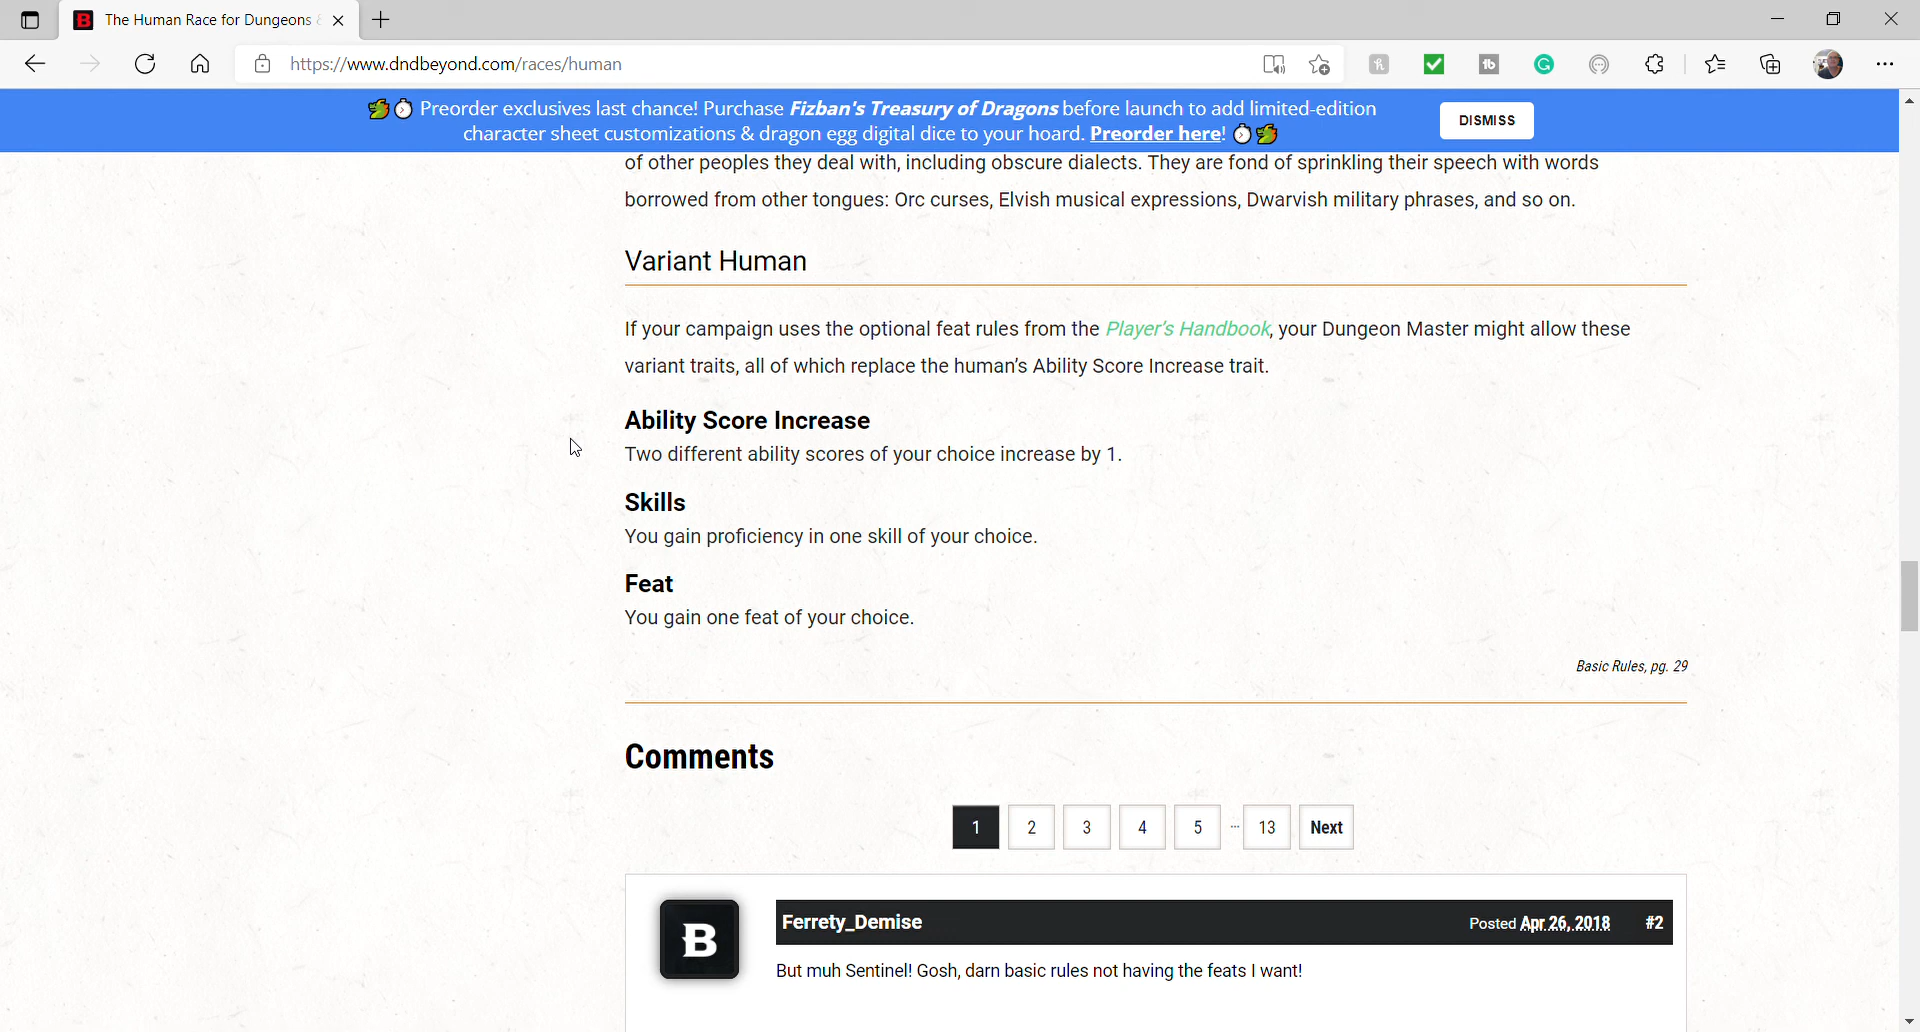 The Human Race for Dungeons &
https://www.dndbeyond.com/races/human
Preorder exclusives last chance! Purchase Fizban's Treasury of Dragons before launch to add limited-edition
character sheet customizations & dragon egg digital dice to your hoard. Preorder here!
DISMISS
of other peoples they deal with, including obscure dialects. They are fond of sprinkling their speech with words
borrowed from other tongues: Orc curses, Elvish musical expressions, Dwarvish military phrases, and so on.
Variant Human
If your campaign uses the optional feat rules from the Player's Handbook, your Dungeon Master might allow these
variant traits, all of which replace the human's Ability Score Increase trait.
Ability Score Increase
Two different ability scores of your choice increase by 1.
Skills
You gain proficiency in one skill of your choice.
Feat
You gain one feat of your choice.
Basic Rules, pg. 29
Comments
1 2 3 4 5 ... 13 Next
B
Ferrety_Demise Posted Apr 26, 2018 #2
But muh Sentinel! Gosh, darn basic rules not having the feats I want!